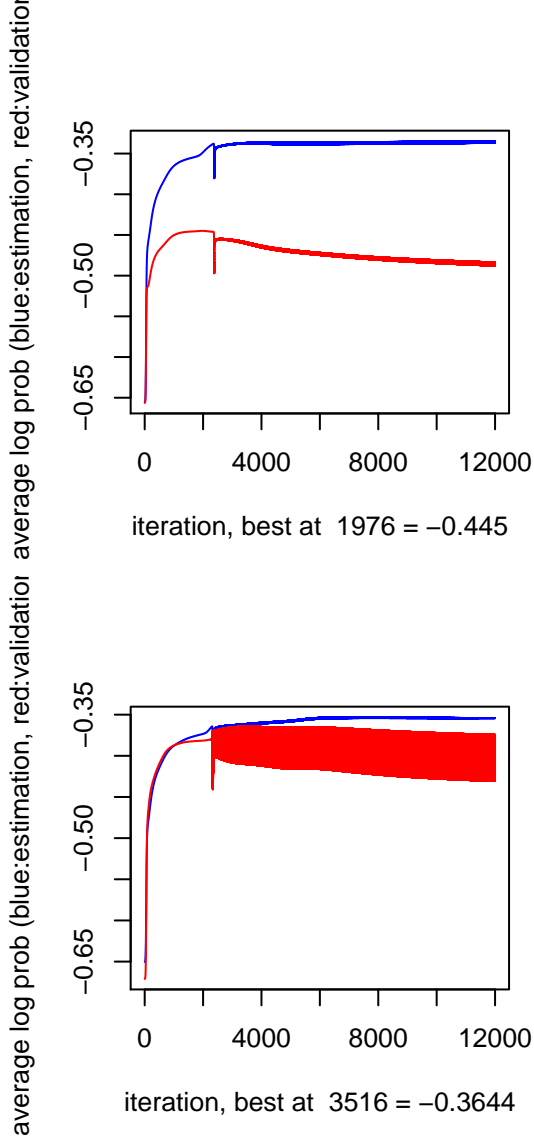 average log prob (blue:estimation, red:validation
−0.35
−0.50
−0.65
0 4000 8000 12000
iteration, best at 1976 = −0.445
average log prob (blue:estimation, red:validation
−0.35
−0.50
−0.65
0 4000 8000 12000
iteration, best at 3516 = −0.3644